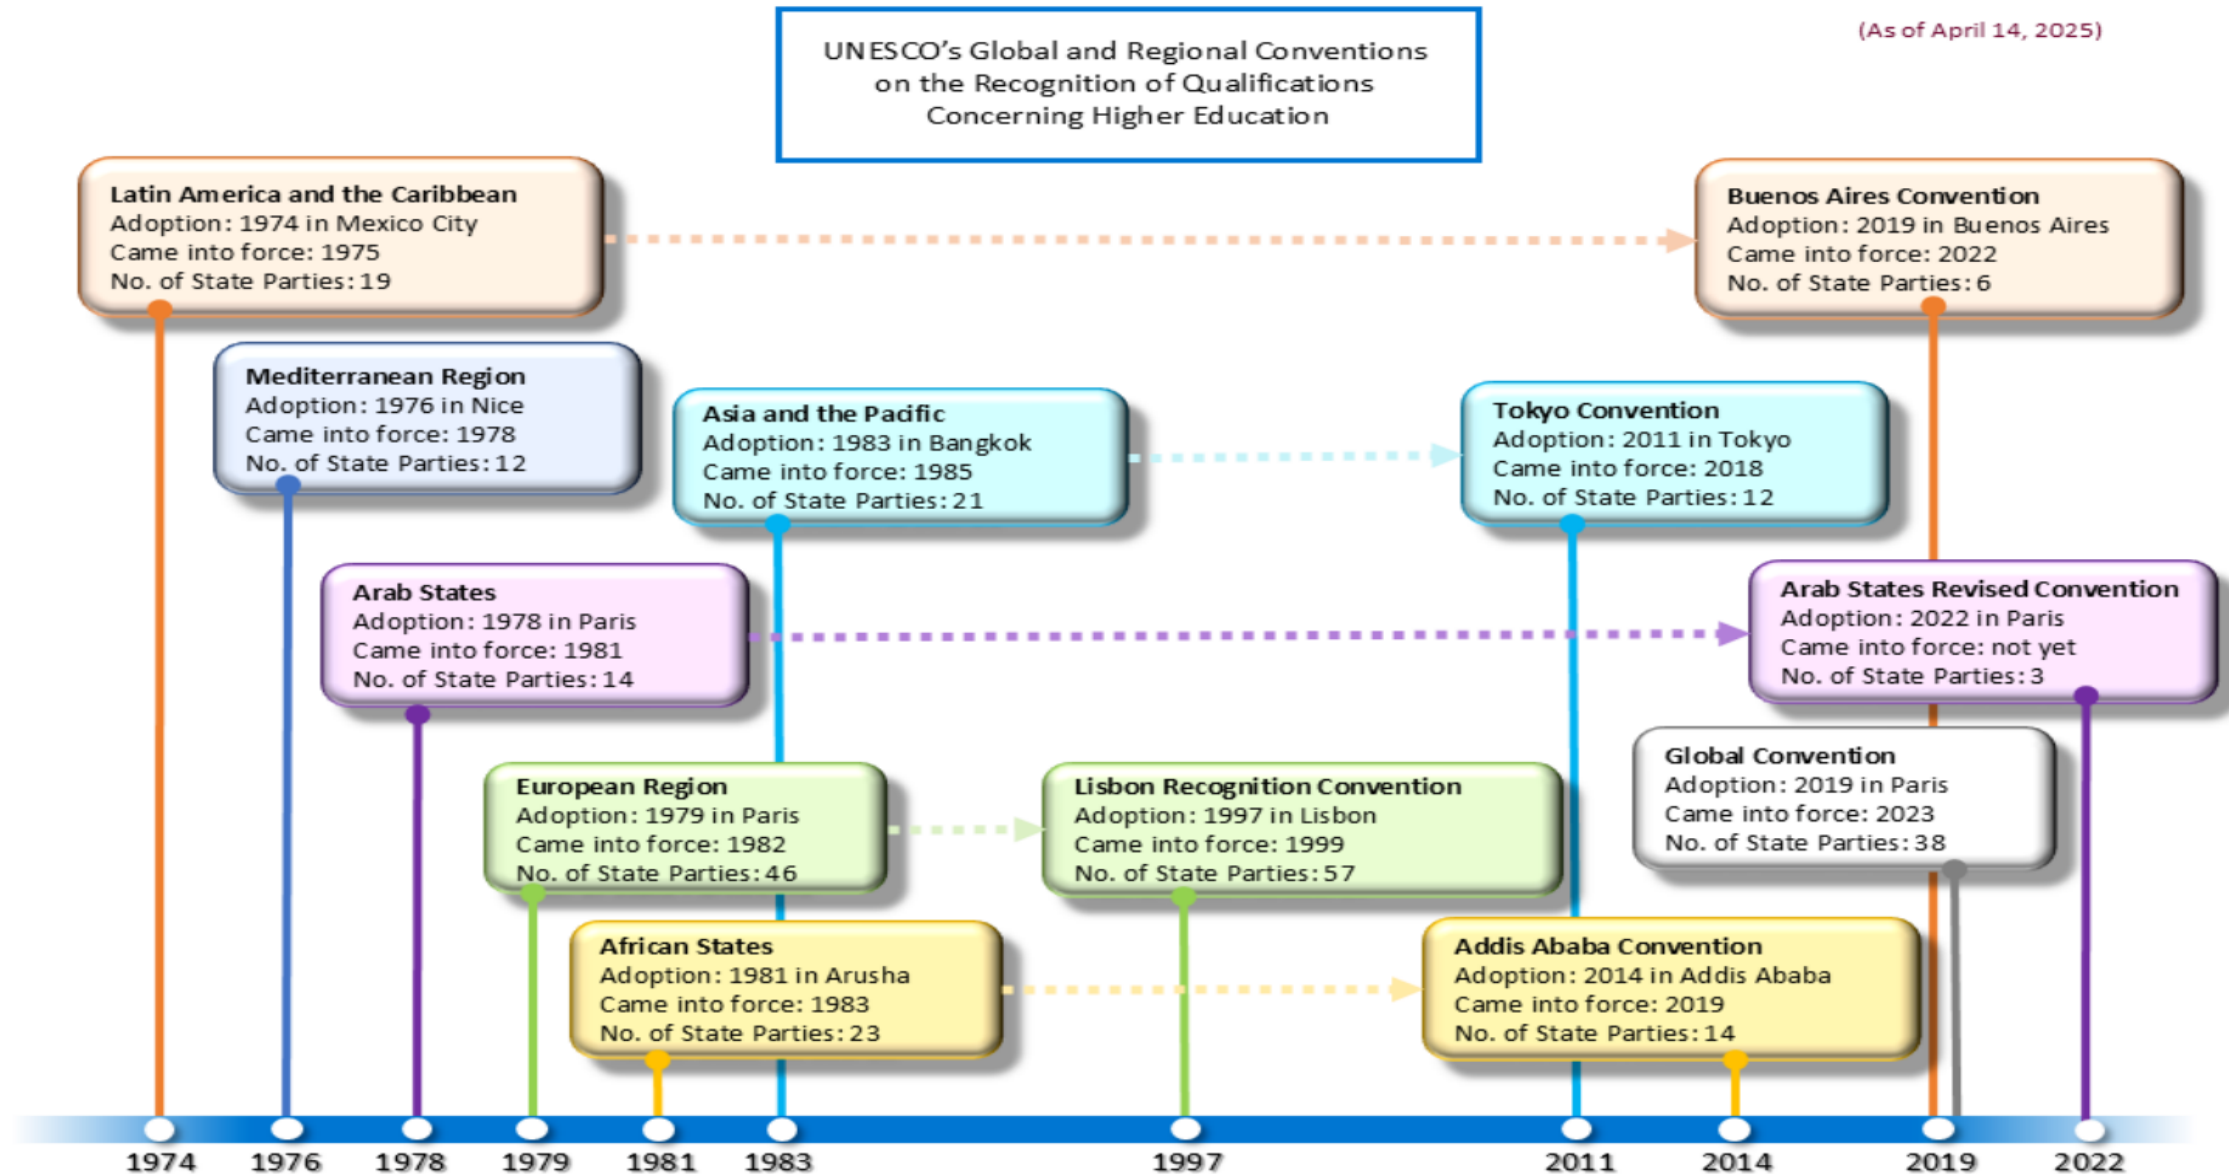 (As of April 14, 2025)
UNESCO’s Global and Regional Conventions
on the Recognition of Qualifications
Concerning Higher Education
Latin America and the Caribbean
Adoption: 1974 in Mexico City
Came into force: 1975
No. of State Parties: 19
Buenos Aires Convention
Adoption: 2019 in Buenos Aires
Came into force: 2022
No. of State Parties: 6
Mediterranean Region
Adoption: 1976 in Nice
Came into force: 1978
No. of State Parties: 12
Asia and the Pacific
Adoption: 1983 in Bangkok
Came into force: 1985
No. of State Parties: 21
Tokyo Convention
Adoption: 2011 in Tokyo
Came into force: 2018
No. of State Parties: 12
Arab States
Adoption: 1978 in Paris
Came into force: 1981
No. of State Parties: 14
Arab States Revised Convention
Adoption: 2022 in Paris
Came into force: not yet
No. of State Parties: 3
European Region
Adoption: 1979 in Paris
Came into force: 1982
No. of State Parties: 46
Lisbon Recognition Convention
Adoption: 1997 in Lisbon
Came into force: 1999
No. of State Parties: 57
Global Convention
Adoption: 2019 in Paris
Came into force: 2023
No. of State Parties: 38
African States
Adoption: 1981 in Arusha
Came into force: 1983
No. of State Parties: 23
Addis Ababa Convention
Adoption: 2014 in Addis Ababa
Came into force: 2019
No. of State Parties: 14
1974 1976 1978 1979 1981 1983 1997 2011 2014 2019 2022